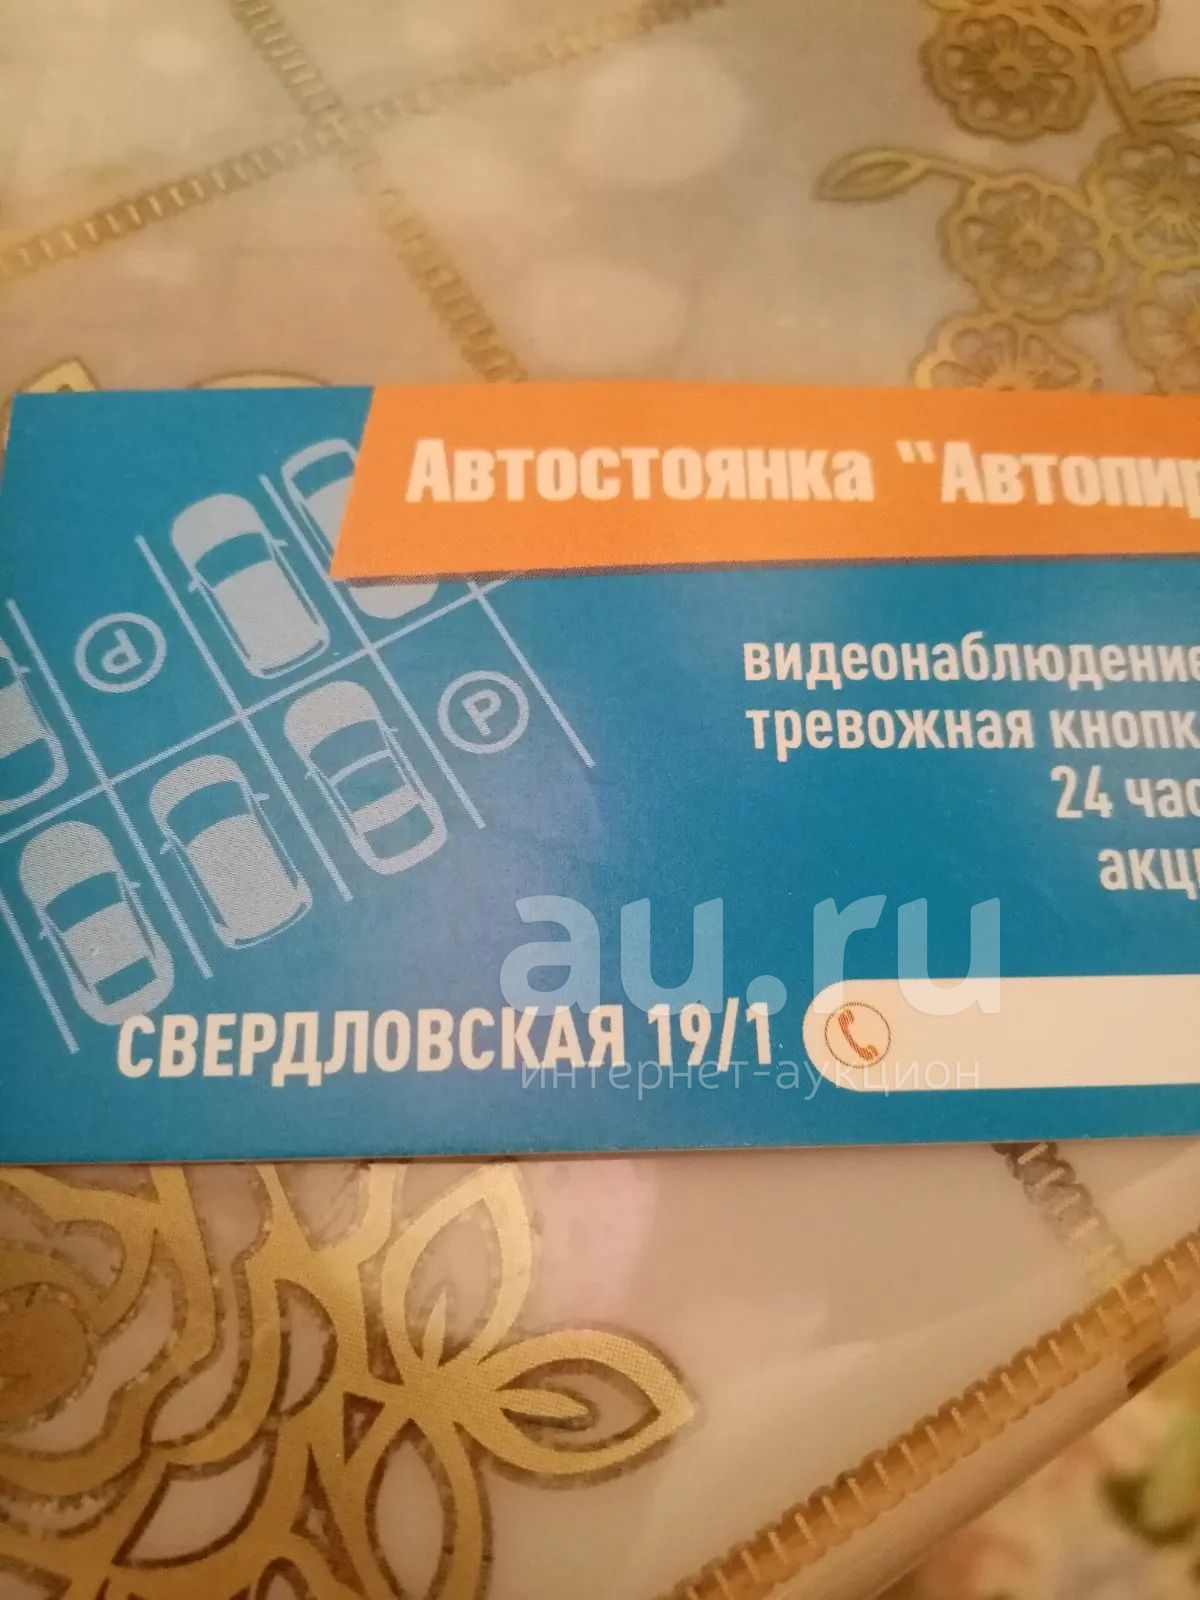 Автостоянка "Автопир
видеонаблюдение
тревожная кнопк
24 час
акц
P
P
СВЕРДЛОВСКАЯ 19/1
au.ru
интернет-аукцион